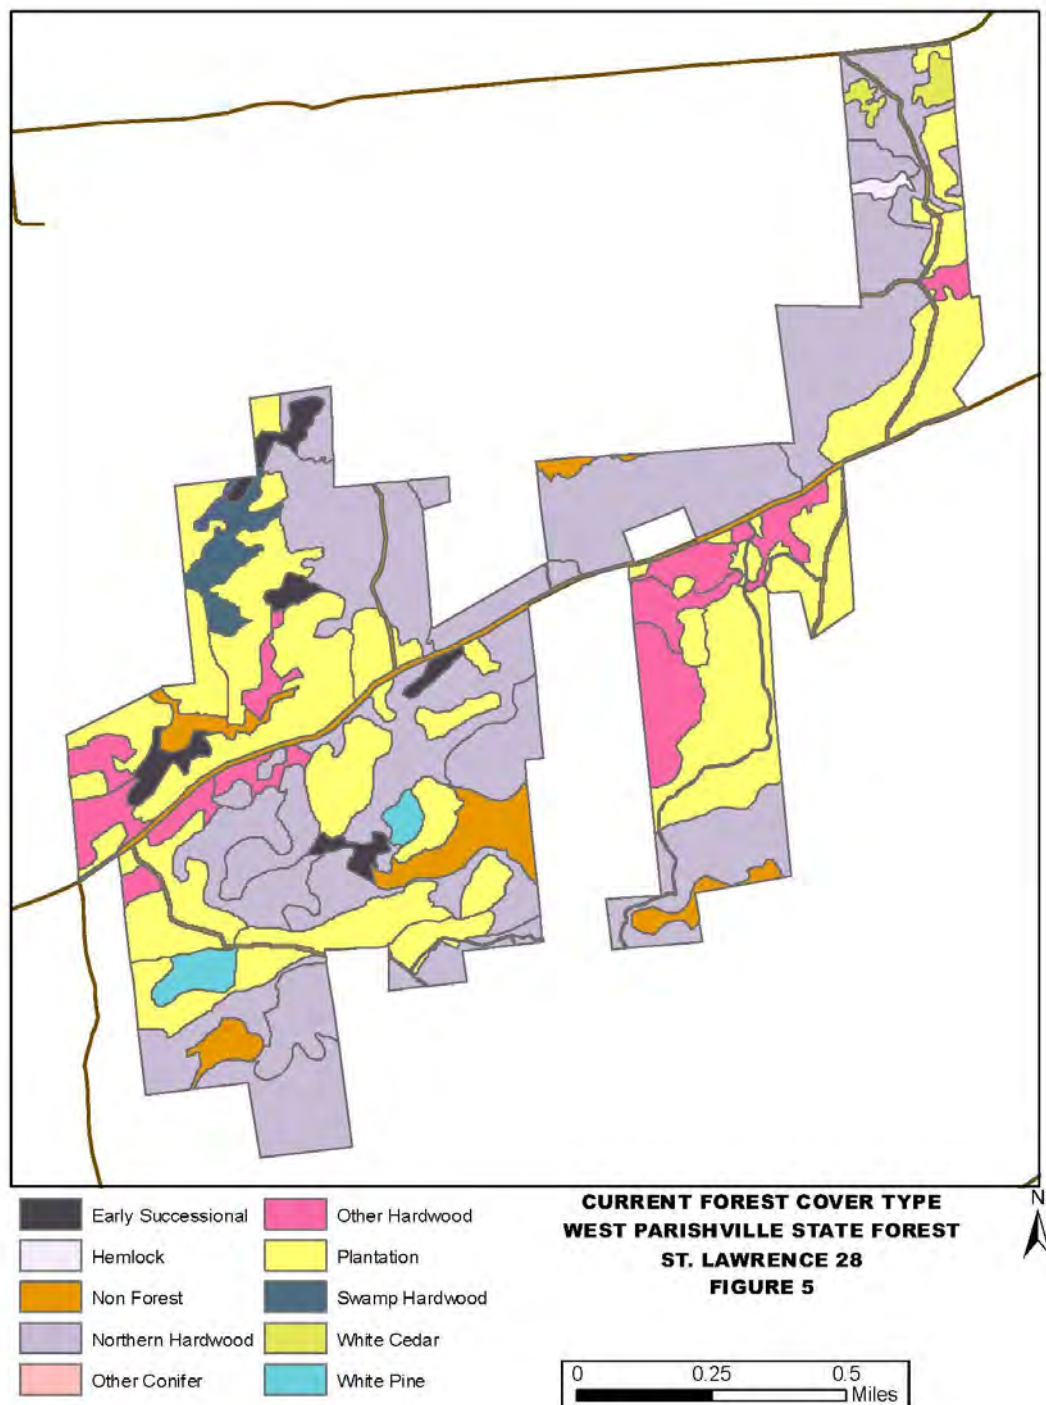 Early Successional
Hemlock
Non Forest
Northern Hardwood
Other Conifer
Other Hardwood
Plantation
Swamp Hardwood
White Cedar
White Pine
CURRENT FOREST COVER TYPE
WEST PARISHVILLE STATE FOREST
ST. LAWRENCE 28
FIGURE 5
N
0 0.25 0.5
Miles